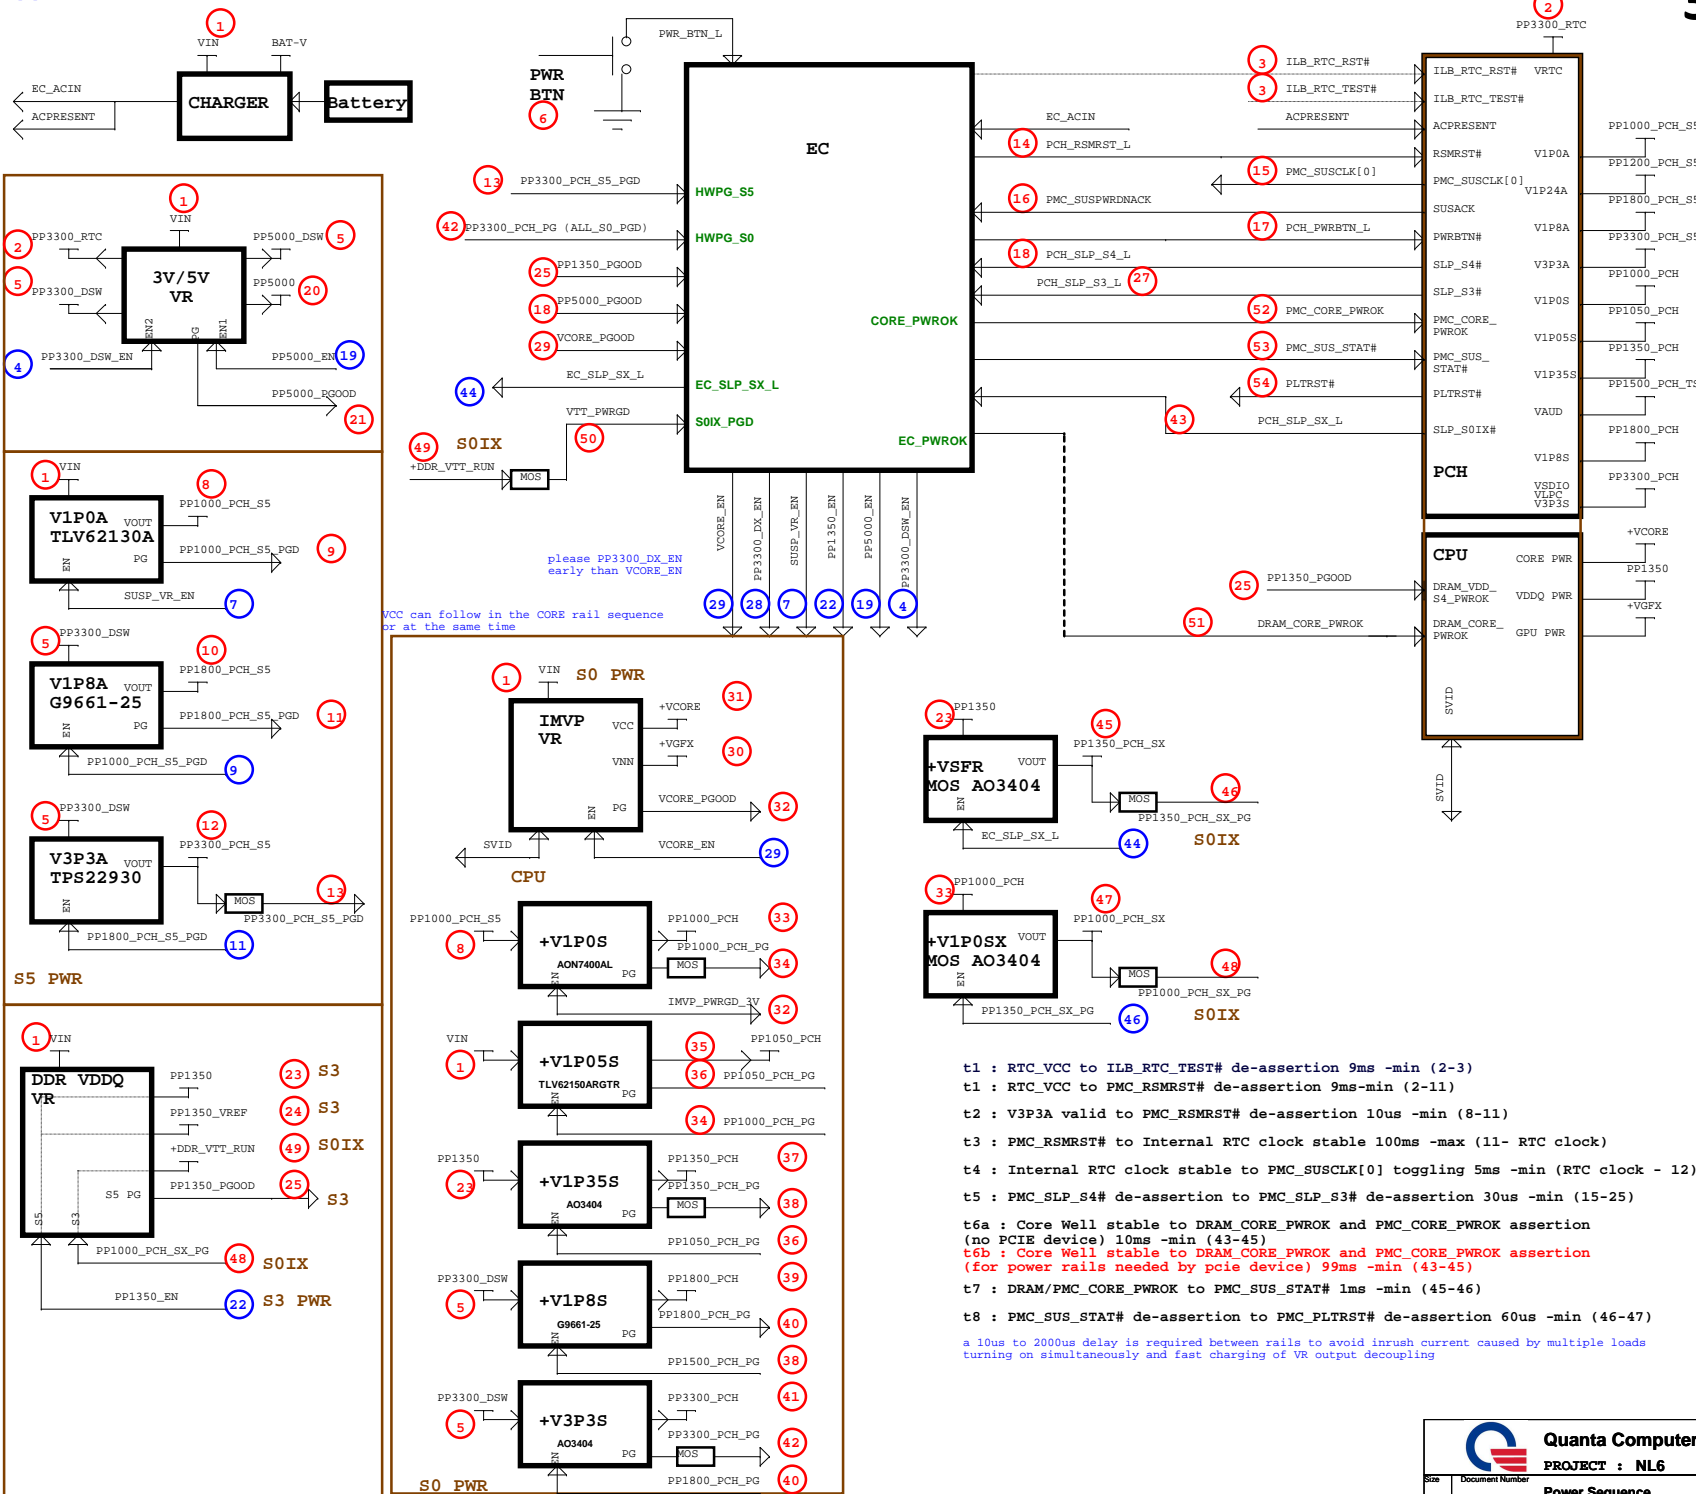 1
VIN
BAT-V
EC_ACIN
ACPRESENT
CHARGER
Battery
PWR_BTN_L
PWR
BTN
6
EC
13
PP3300_PCH_S5_PGD
HWPG_S5
42
PP3300_PCH_PG (ALL_S0_PGD)
HWPG_S0
25
PP1350_PGOOD
18
PP5000_PGOOD
29
VCORE_PGOOD
44
EC_SLP_SX_L
EC_SLP_SX_L
VTT_PWRGD
S0IX_PGD
50
49
S0IX
+DDR_VTT_RUN
MOS
CORE_PWROK
EC_PWROK
VCORE_EN
PP3300_DX_EN
SUSP_VR_EN
PP1350_EN
PP5000_EN
PP3300_DSW_EN
29
28
7
22
19
4
please PP3300_DX_EN
early than VCORE_EN
VCC can follow in the CORE rail sequence
or at the same time
2
PP3300_RTC
3
ILB_RTC_RST#
3
ILB_RTC_TEST#
EC_ACIN
ACPRESENT
14
PCH_RSMRST_L
15
PMC_SUSCLK[0]
16
PMC_SUSPWRDNACK
17
PCH_PWRBTN_L
18
PCH_SLP_S4_L
PCH_SLP_S3_L
27
52
PMC_CORE_PWROK
53
PMC_SUS_STAT#
54
PLTRST#
43
PCH_SLP_SX_L
25
PP1350_PGOOD
51
DRAM_CORE_PWROK
ILB_RTC_RST#
VRTC
ILB_RTC_TEST#
ACPRESENT
RSMRST#
V1P0A
PMC_SUSCLK[0]
V1P24A
SUSACK
PWRBTN#
V1P8A
SLP_S4#
V3P3A
SLP_S3#
V1P0S
PMC_CORE_
PWROK
V1P05S
PMC_SUS_
STAT#
V1P35S
PLTRST#
VAUD
SLP_S0IX#
V1P8S
PCH
VSDIO
VLPC
V3P3S
PP1000_PCH_S5
PP1200_PCH_S5
PP1800_PCH_S5
PP3300_PCH_S5
PP1000_PCH
PP1050_PCH
PP1350_PCH
PP1500_PCH_TS
PP1800_PCH
PP3300_PCH
CPU
CORE PWR
DRAM_VDD_
S4_PWROK
VDDQ PWR
DRAM_CORE_
PWROK
GPU PWR
SVID
+VCORE
PP1350
+VGFX
SVID
1
VIN
PP3300_RTC
2
PP5000_DSW
5
5
PP3300_DSW
3V/5V
VR
PP5000
20
EN2
PG
EN1
4
PP3300_DSW_EN
PP5000_EN
19
PP5000_PGOOD
21
1
VIN
V1P0A
TLV62130A
VOUT
EN
PG
8
PP1000_PCH_S5
PP1000_PCH_S5_PGD
9
SUSP_VR_EN
7
5
PP3300_DSW
V1P8A
G9661-25
VOUT
EN
PG
10
PP1800_PCH_S5
PP1800_PCH_S5_PGD
11
PP1000_PCH_S5_PGD
9
5
PP3300_DSW
V3P3A
TPS22930
VOUT
EN
12
PP3300_PCH_S5
MOS
13
PP3300_PCH_S5_PGD
PP1800_PCH_S5_PGD
11
S5 PWR
1
VIN
DDR VDDQ
VR
PP1350
23
S3
PP1350_VREF
24
S3
+DDR_VTT_RUN
49
S0IX
S5 PG
PP1350_PGOOD
25
S3
S5
S3
PP1000_PCH_SX_PG
48
S0IX
PP1350_EN
22
S3 PWR
1
VIN
S0 PWR
IMVP
VR
VCC
VNN
PG
EN
+VCORE
31
+VGFX
30
VCORE_PGOOD
32
SVID
VCORE_EN
29
CPU
PP1000_PCH_S5
8
+V1P0S
AON7400AL
PG
EN
PP1000_PCH
33
PP1000_PCH_PG
MOS
34
IMVP_PWRGD_3V
32
VIN
1
+V1P05S
TLV62150ARGTR
PG
EN
35
PP1050_PCH
36
PP1050_PCH_PG
34
PP1000_PCH_PG
PP1350
23
+V1P35S
AO3404
PG
EN
PP1350_PCH
37
PP1350_PCH_PG
MOS
38
PP1050_PCH_PG
36
PP3300_DSW
5
+V1P8S
G9661-25
PG
EN
PP1800_PCH
39
PP1800_PCH_PG
40
PP1500_PCH_PG
38
PP3300_DSW
5
+V3P3S
AO3404
PG
EN
PP3300_PCH
41
PP3300_PCH_PG
MOS
42
PP1800_PCH_PG
40
S0 PWR
23
PP1350
+VSFR
MOS AO3404
VOUT
EN
45
PP1350_PCH_SX
MOS
46
PP1350_PCH_SX_PG
EC_SLP_SX_L
44
S0IX
33
PP1000_PCH
+V1P0SX
MOS AO3404
VOUT
EN
47
PP1000_PCH_SX
MOS
48
PP1000_PCH_SX_PG
PP1350_PCH_SX_PG
46
S0IX
t1 : RTC_VCC to ILB_RTC_TEST# de-assertion 9ms -min (2-3)
t1 : RTC_VCC to PMC_RSMRST# de-assertion 9ms-min (2-11)
t2 : V3P3A valid to PMC_RSMRST# de-assertion 10us -min (8-11)
t3 : PMC_RSMRST# to Internal RTC clock stable 100ms -max (11- RTC clock)
t4 : Internal RTC clock stable to PMC_SUSCLK[0] toggling 5ms -min (RTC clock - 12)
t5 : PMC_SLP_S4# de-assertion to PMC_SLP_S3# de-assertion 30us -min (15-25)
t6a : Core Well stable to DRAM_CORE_PWROK and PMC_CORE_PWROK assertion
(no PCIE device) 10ms -min (43-45)
t6b : Core Well stable to DRAM_CORE_PWROK and PMC_CORE_PWROK assertion
(for power rails needed by pcie device) 99ms -min (43-45)
t7 : DRAM/PMC_CORE_PWROK to PMC_SUS_STAT# 1ms -min (45-46)
t8 : PMC_SUS_STAT# de-assertion to PMC_PLTRST# de-assertion 60us -min (46-47)
a 10us to 2000us delay is required between rails to avoid inrush current caused by multiple loads
turning on simultaneously and fast charging of VR output decoupling
Quanta Computer
PROJECT : NL6
Size
Document Number
Power Sequence